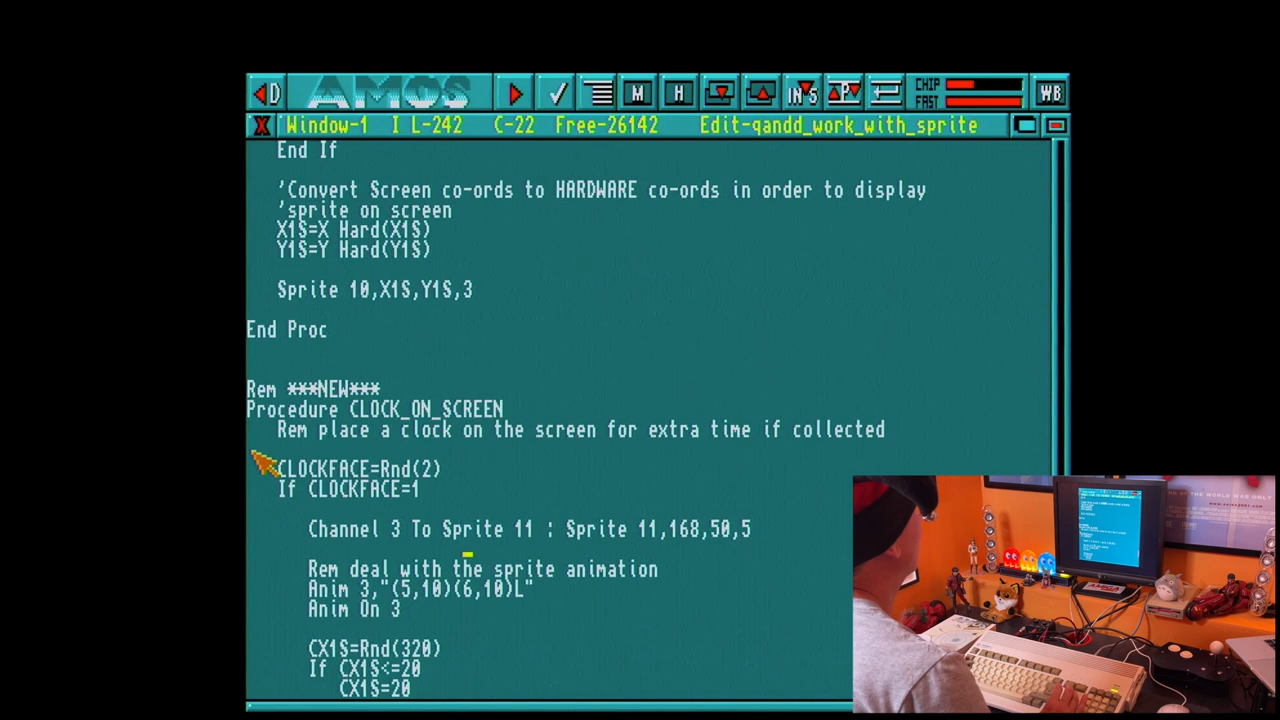 D AMOS M H INS P CHIP FAST WB
X Window-1 I L-242 C-22 Free-26142 Edit-qandd_work_with_sprite
End If
'Convert Screen co-ords to HARDWARE co-ords in order to display
'sprite on screen
X1S=X Hard(X1S)
Y1S=Y Hard(Y1S)
Sprite 10,X1S,Y1S,3
End Proc
Rem ***NEW***
Procedure CLOCK_ON_SCREEN
Rem place a clock on the screen for extra time if collected
CLOCKFACE=Rnd(2)
If CLOCKFACE=1
Channel 3 To Sprite 11 : Sprite 11,168,50,5
Rem deal with the sprite animation
Anim 3,"(5,10)(6,10)L"
Anim On 3
CX1S=Rnd(320)
If CX1S<=20
CX1S=20